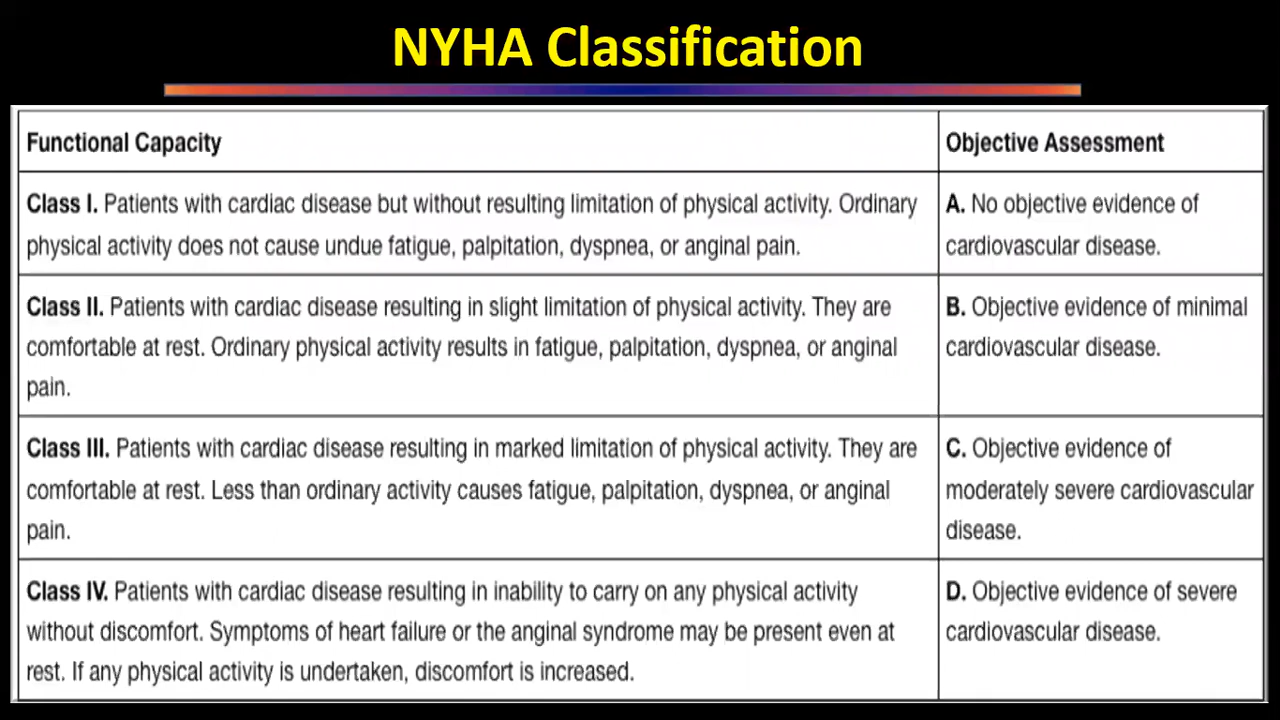 NYHA Classification
Functional Capacity
Objective Assessment
Class I. Patients with cardiac disease but without resulting limitation of physical activity. Ordinary
physical activity does not cause undue fatigue, palpitation, dyspnea, or anginal pain.
A. No objective evidence of
cardiovascular disease.
Class II. Patients with cardiac disease resulting in slight limitation of physical activity. They are
comfortable at rest. Ordinary physical activity results in fatigue, palpitation, dyspnea, or anginal
pain.
B. Objective evidence of minimal
cardiovascular disease.
Class III. Patients with cardiac disease resulting in marked limitation of physical activity. They are
comfortable at rest. Less than ordinary activity causes fatigue, palpitation, dyspnea, or anginal
pain.
C. Objective evidence of
moderately severe cardiovascular
disease.
Class IV. Patients with cardiac disease resulting in inability to carry on any physical activity
without discomfort. Symptoms of heart failure or the anginal syndrome may be present even at
rest. If any physical activity is undertaken, discomfort is increased.
D. Objective evidence of severe
cardiovascular disease.